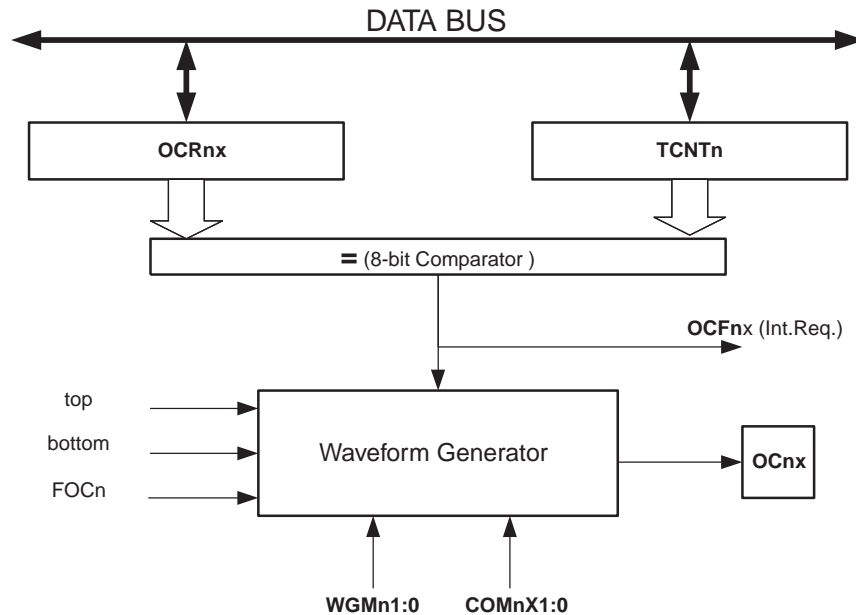 DATA BUS
OCRnx
TCNTn
= (8-bit Comparator )
OCFnx (Int.Req.)
top
bottom
FOCn
Waveform Generator
OCnx
WGMn1:0
COMnX1:0